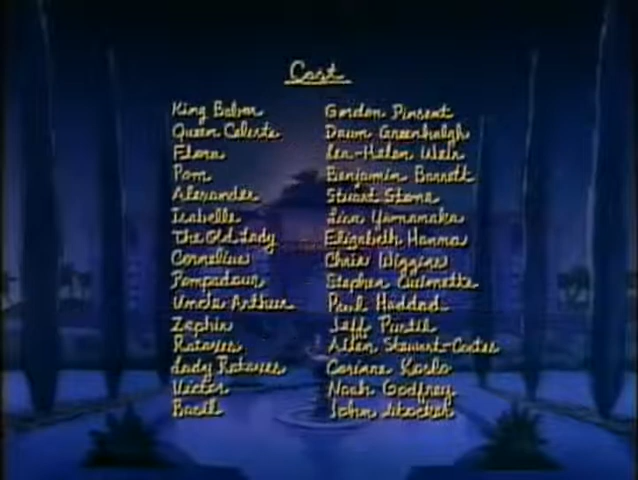 Cast
King Babar Gordon Pinsent
Queen Celeste Dawn Greenhalgh
Flora Lea-Helen Weir
Pom Benjamin Barrett
Alexander Stuart Stone
Isabelle Lisa Yamanaka
The Old Lady Elizabeth Hanna
Cornelius Chris Wiggins
Pompadour Stephen Ouimette
Uncle Arthur Paul Haddad
Zephir Jeff Pustil
Rataxes Allen Stewart-Coates
Lady Rataxes Corinne Koslo
Victor Noah Godfrey
Basil John Stocker